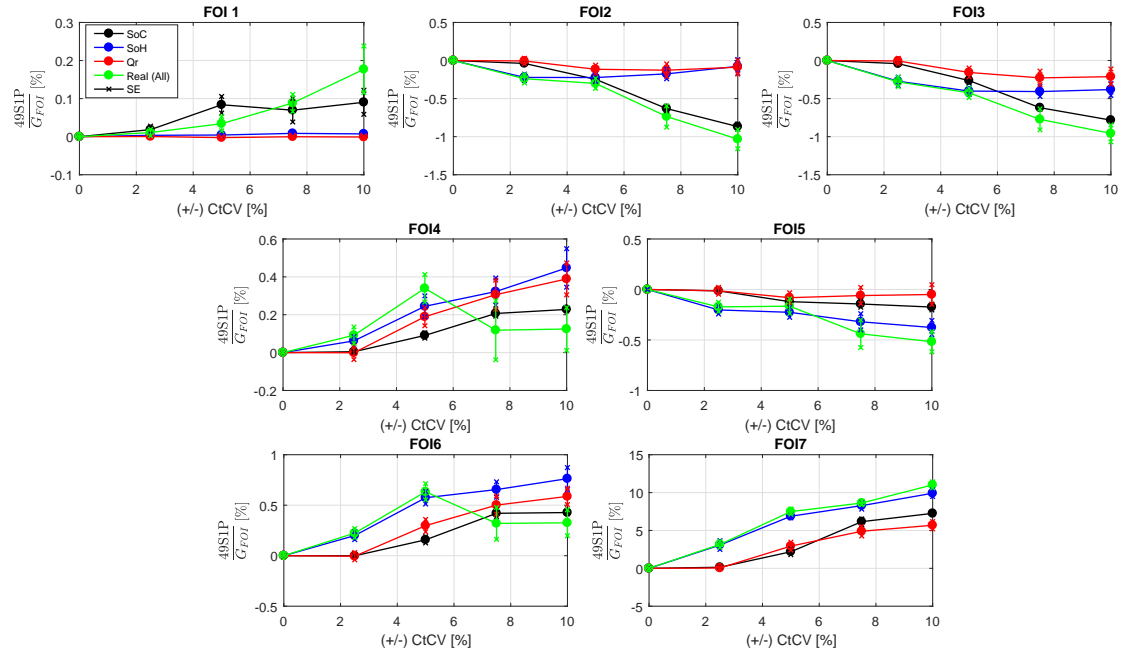 FOI 1
0.3
0.2
0.1
0
-0.1
0 2 4 6 8 10
(+/-) CtCV [%]
49S1P
G_FOI [%]
SoC
SoH
Qr
Real (All)
SE
FOI2
0.5
0
-0.5
-1
-1.5
0 2 4 6 8 10
(+/-) CtCV [%]
49S1P
G_FOI [%]
FOI3
0.5
0
-0.5
-1
-1.5
0 2 4 6 8 10
(+/-) CtCV [%]
49S1P
G_FOI [%]
FOI4
0.6
0.4
0.2
0
-0.2
0 2 4 6 8 10
(+/-) CtCV [%]
49S1P
G_FOI [%]
FOI5
0.5
0
-0.5
-1
0 2 4 6 8 10
(+/-) CtCV [%]
49S1P
G_FOI [%]
FOI6
1
0.5
0
-0.5
0 2 4 6 8 10
(+/-) CtCV [%]
49S1P
G_FOI [%]
FOI7
15
10
5
0
-5
0 2 4 6 8 10
(+/-) CtCV [%]
49S1P
G_FOI [%]